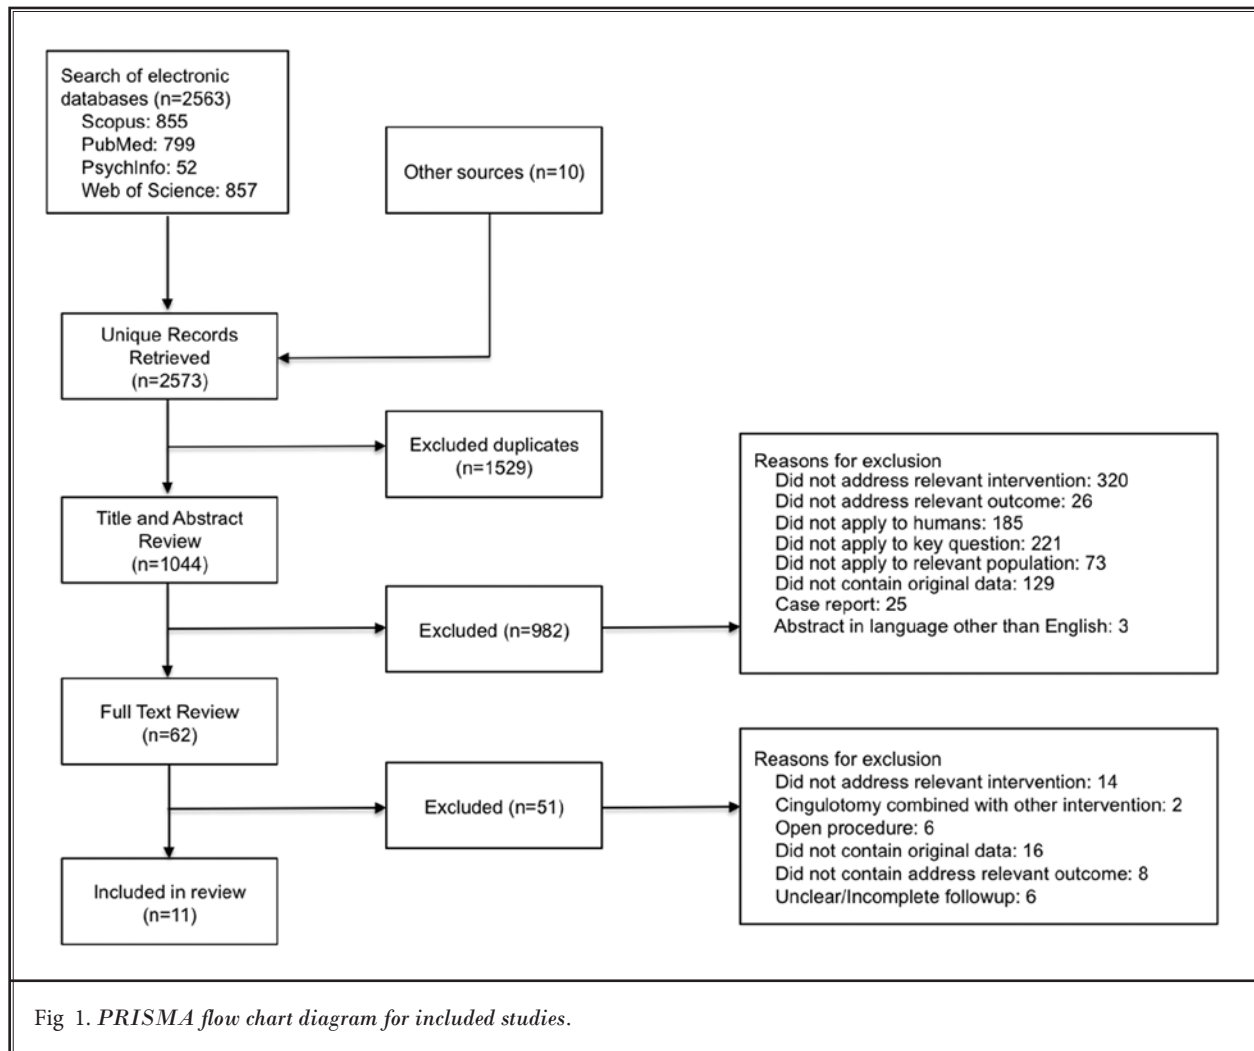 Search of electronic
databases (n=2563)
Scopus: 855
PubMed: 799
PsychInfo: 52
Web of Science: 857
Other sources (n=10)
Unique Records
Retrieved
(n=2573)
Excluded duplicates
(n=1529)
Title and Abstract
Review
(n=1044)
Excluded (n=982)
Reasons for exclusion
Did not address relevant intervention: 320
Did not address relevant outcome: 26
Did not apply to humans: 185
Did not apply to key question: 221
Did not apply to relevant population: 73
Did not contain original data: 129
Case report: 25
Abstract in language other than English: 3
Full Text Review
(n=62)
Excluded (n=51)
Reasons for exclusion
Did not address relevant intervention: 14
Cingulotomy combined with other intervention: 2
Open procedure: 6
Did not contain original data: 16
Did not contain address relevant outcome: 8
Unclear/Incomplete followup: 6
Included in review
(n=11)
Fig 1. PRISMA flow chart diagram for included studies.